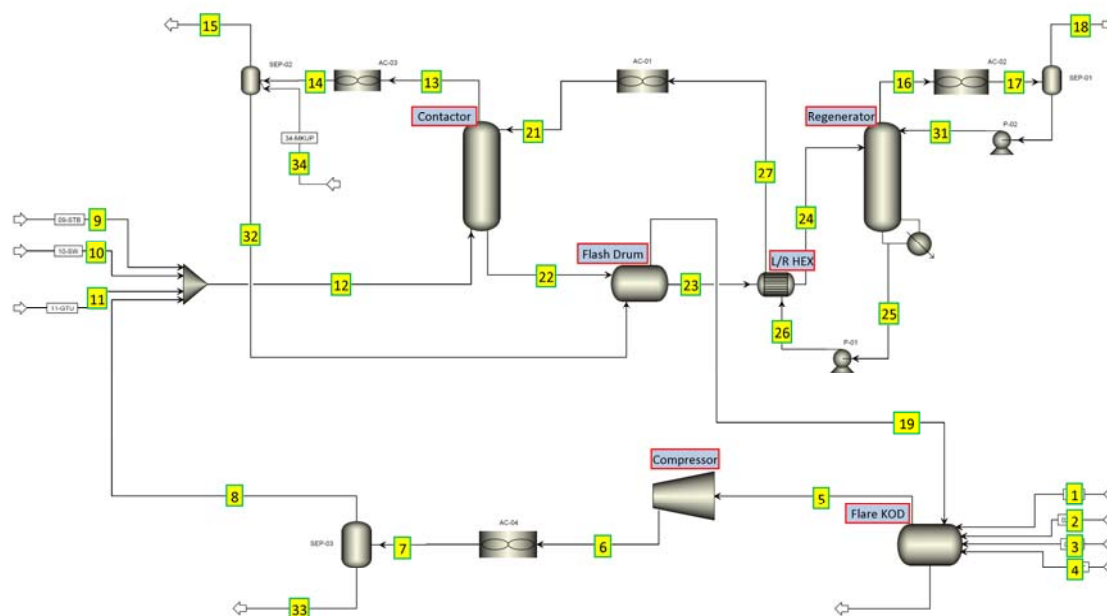 15
SEP-02
14
AC-03
13
Contactor
21
AC-01
Regenerator
16
AC-02
17
18
SEP-01
31
P-02
34-MKUP
34
27
24
9
09-STB
10
10-SW
11
11-GTU
32
12
22
Flash Drum
23
L/R HEX
26
25
P-01
19
Compressor
5
Flare KOD
1
2
3
4
8
SEP-03
7
AC-04
6
33